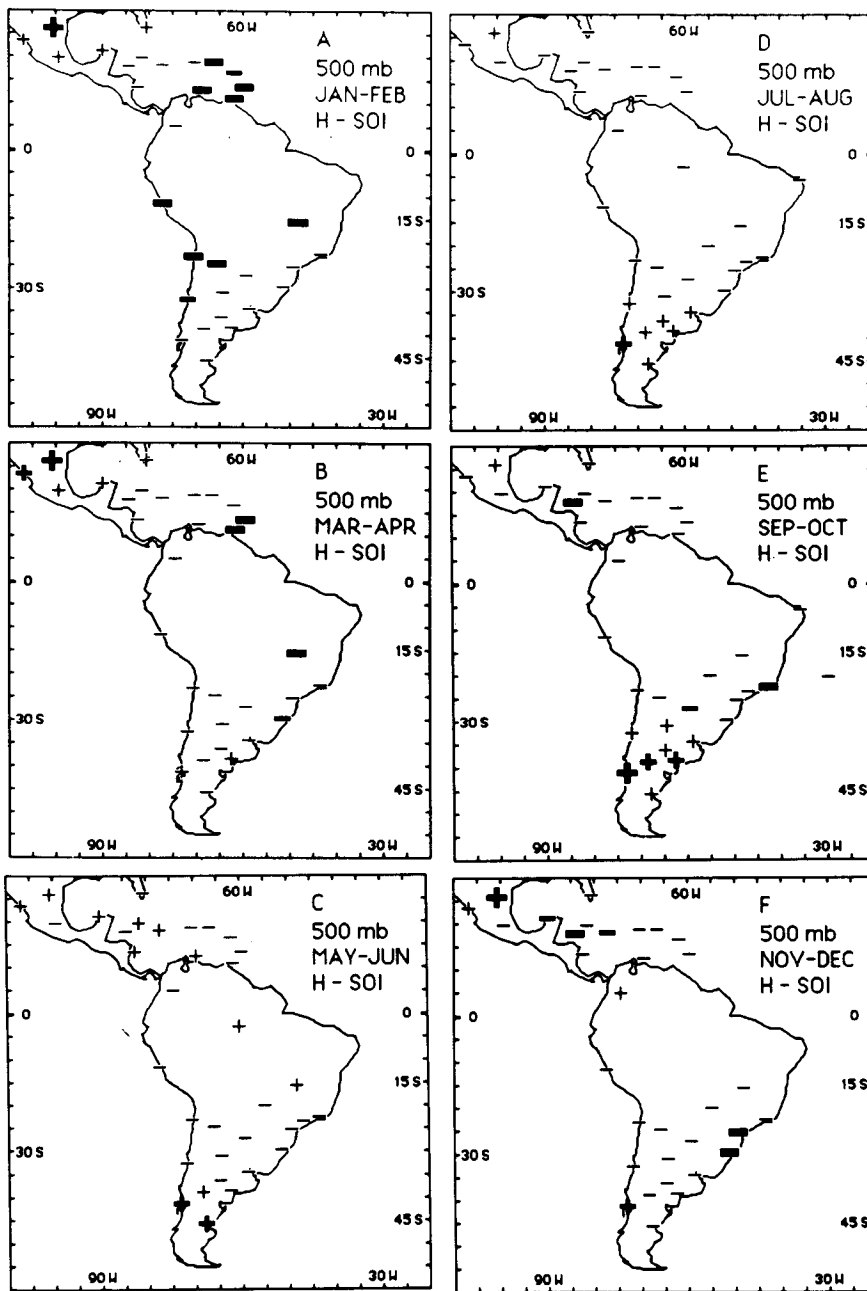 60W
A
500 mb
JAN-FEB
H - SOI
0
0
15S
30S
45S
90W
30W
60W
B
500 mb
MAR-APR
H - SOI
0
0
15S
30S
45S
90W
30W
60W
C
500 mb
MAY-JUN
H - SOI
0
0
15S
30S
45S
90W
30W
60W
D
500 mb
JUL-AUG
H - SOI
0
0
15S
30S
45S
90W
30W
60W
E
500 mb
SEP-OCT
H - SOI
0
0
15S
30S
45S
90W
30W
60W
F
500 mb
NOV-DEC
H - SOI
0
0
15S
30S
45S
90W
30W